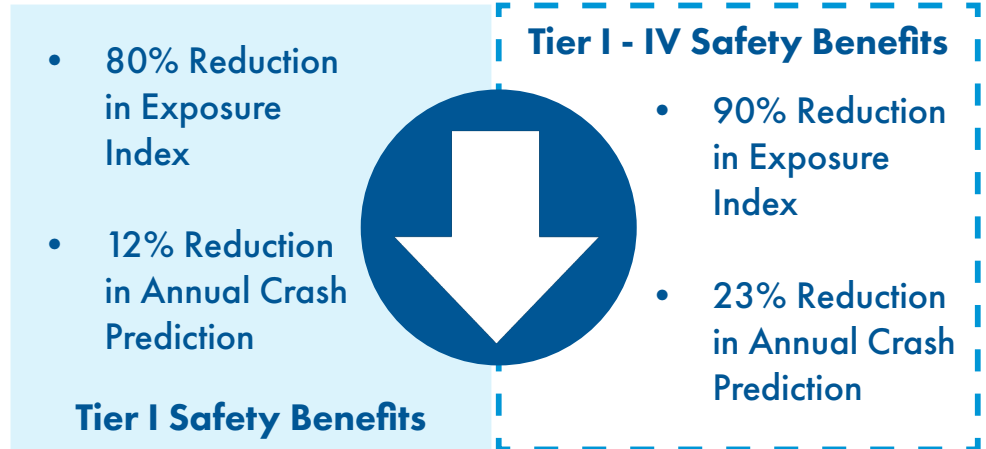 • 80% Reduction
in Exposure
Index
• 12% Reduction
in Annual Crash
Prediction
Tier I Safety Benefits
Tier I - IV Safety Benefits
• 90% Reduction
in Exposure
Index
• 23% Reduction
in Annual Crash
Prediction